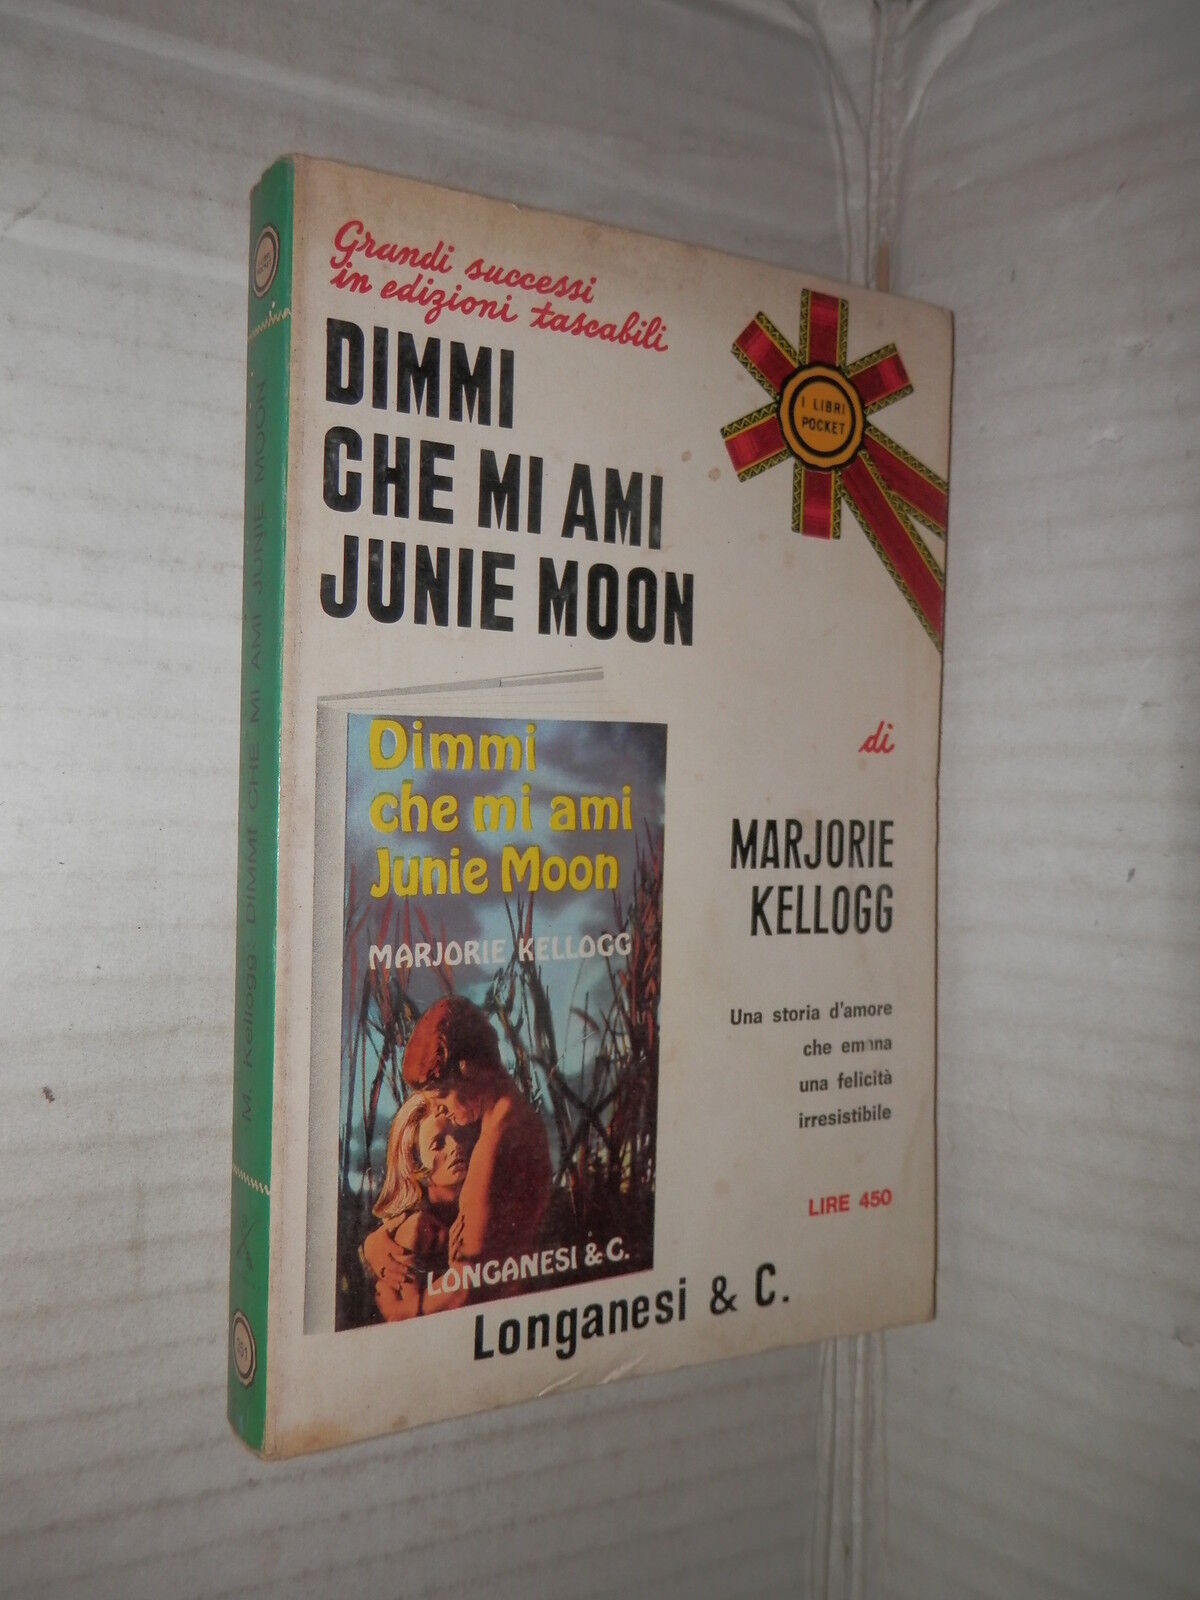 Grandi successi
in edizioni tascabili
DIMMI
CHE MI AMI
JUNIE MOON
I LIBRI
POCKET
di
MARJORIE
KELLOGG
Una storia d'amore
che emana
una felicità
irresistibile
LIRE 450
Dimmi
che mi ami
Junie Moon
MARJORIE KELLOGG
LONGANESI & C.
Longanesi & C.
I LIBRI
POCKET
M. Kellogg: DIMMI CHE MI AMI JUNIE MOON